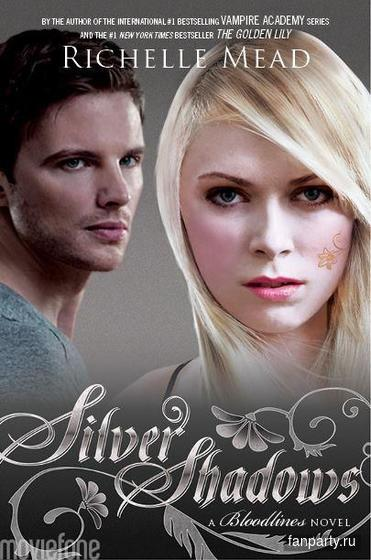 BY THE AUTHOR OF THE INTERNATIONAL #1 BESTSELLING VAMPIRE ACADEMY SERIES
AND THE #1 NEW YORK TIMES BESTSELLER THE GOLDEN LILY
RICHELLE MEAD
Silver
Shadows
A Bloodlines NOVEL
moviefone
fanparty.ru